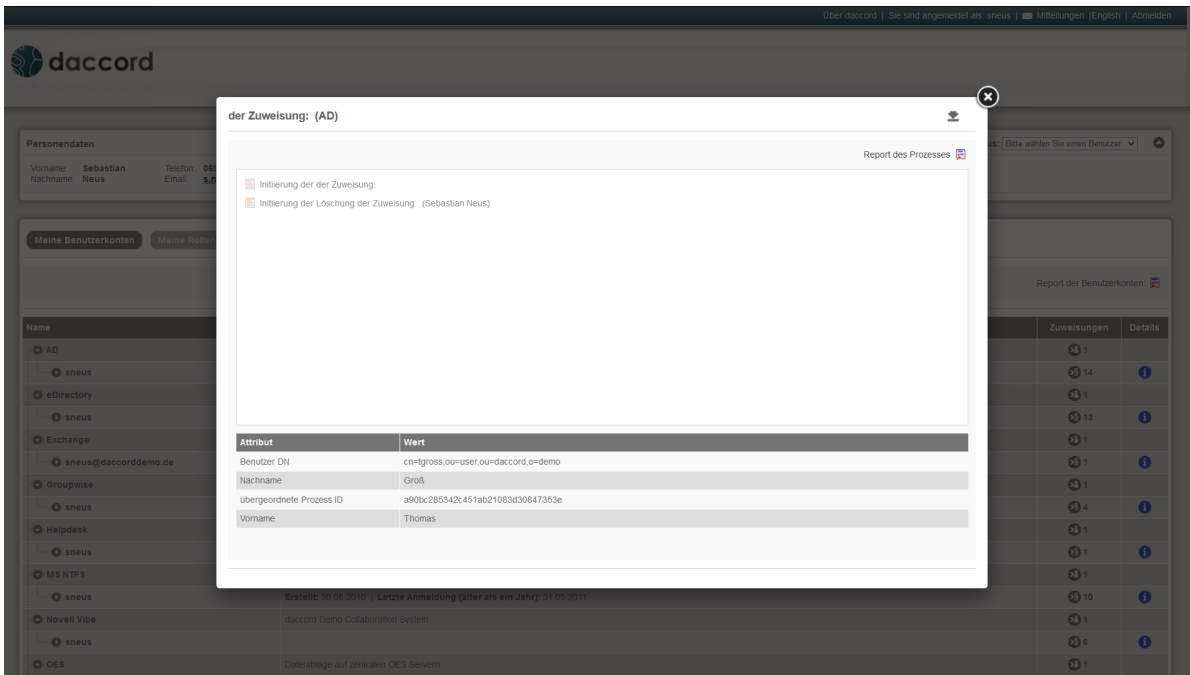 Über daccord | Sie sind angemeldet als: sneus | Mitteilungen |English | Abmelden
daccord
der Zuweisung: (AD)
Personendaten
Bitte wählen Sie einen Benutzer
Report des Prozesses
Vorname: Sebastian Telefon:
Nachname: Neus Email:
Initiierung der der Zuweisung:
Initiierung der Löschung der Zuweisung: (Sebastian Neus)
Meine Benutzerkonten Meine Rollen
Report der Benutzerkonten:
Name Zuweisungen Details
AD 1
sneus 14
eDirectory 1
sneus 13
Exchange 1
sneus@daccorddemo.de 1
Groupwise 1
sneus 4
Helpdesk 1
sneus 1
MS NTFS 1
Attribut Wert
Benutzer DN cn=tgross,ou=user,ou=daccord,o=demo
Nachname Groß
übergeordnete Prozess ID a90bc285342c451ab21083d30847353e
Vorname Thomas
sneus Erstellt: 30.08.2010 | Letzte Anmeldung (älter als ein Jahr): 31.05.2011 10
Novell Vibe daccord Demo Collaboration System 1
sneus 6
OES Dateiablage auf zentralen OES Servern 1